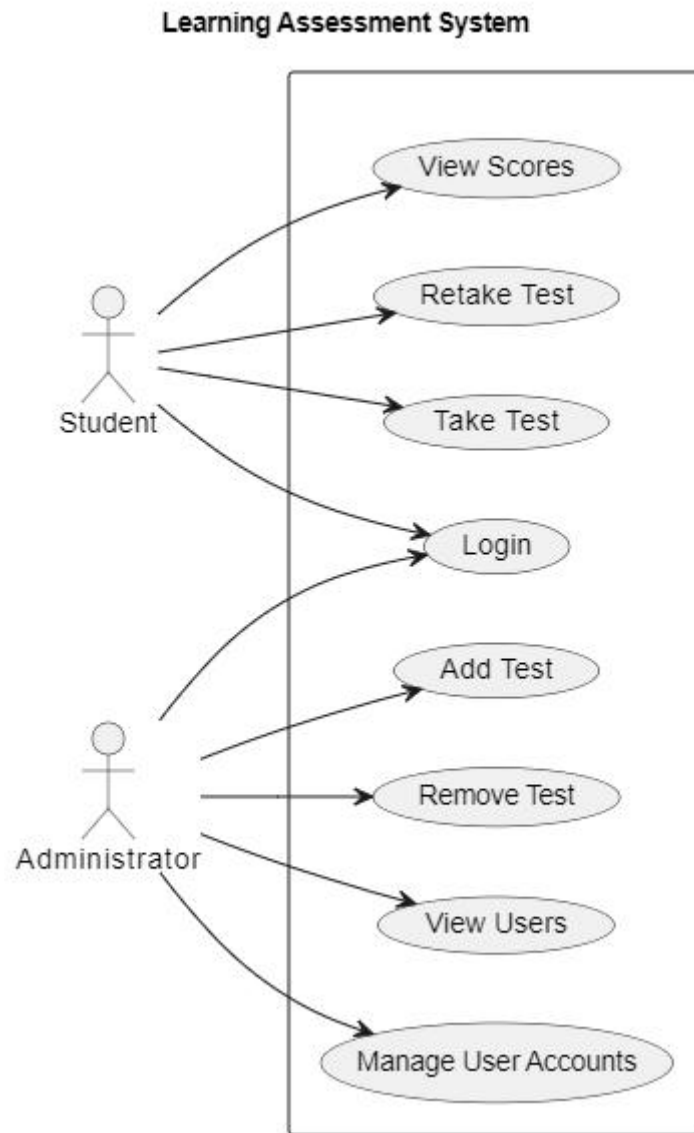 Learning Assessment System
View Scores
Retake Test
Student
Take Test
Login
Add Test
Remove Test
Administrator
View Users
Manage User Accounts